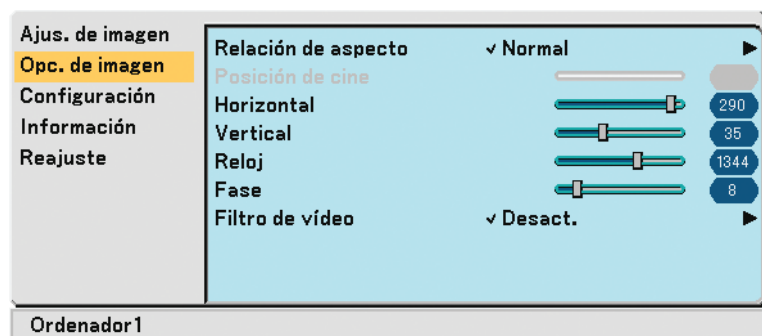 Ajus. de imagen
Opc. de imagen
Configuración
Información
Reajuste
Relación de aspecto ✓ Normal ▶
Posición de cine
Horizontal 290
Vertical 35
Reloj 1344
Fase 8
Filtro de vídeo ✓ Desact. ▶
Ordenador1